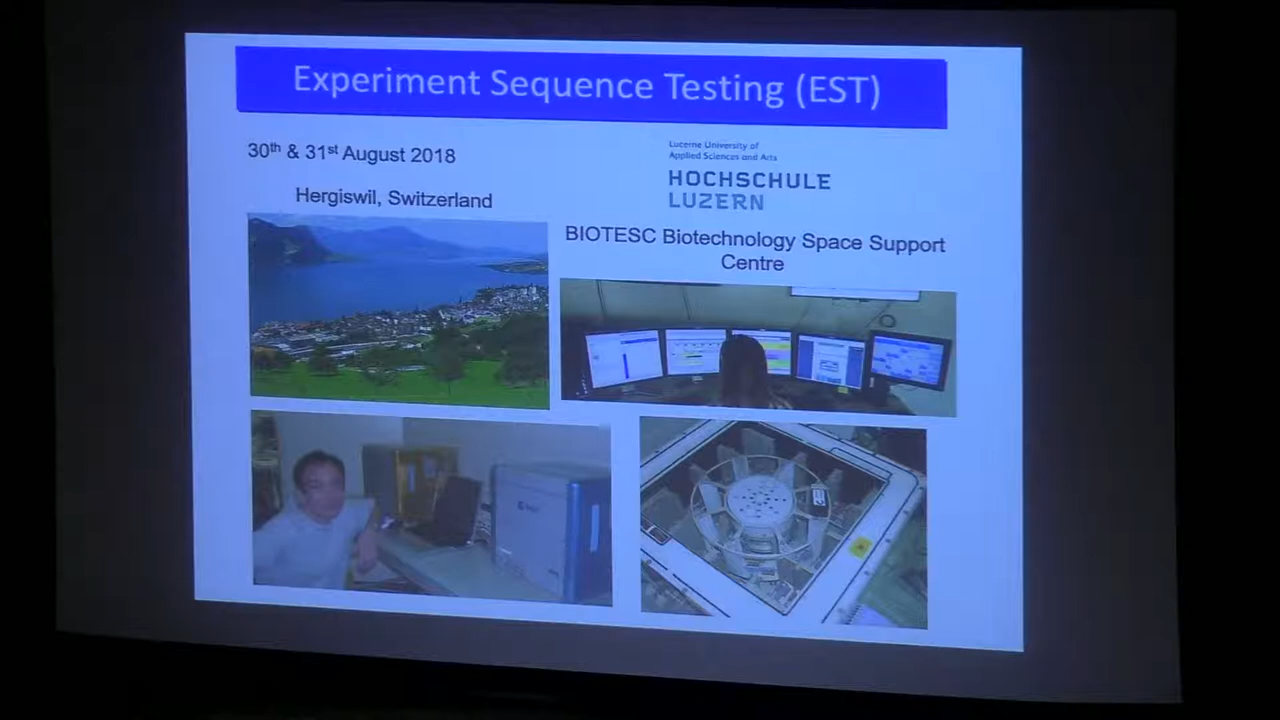 Experiment Sequence Testing (EST)
30th & 31st August 2018
Hergiswil, Switzerland
Lucerne University of
Applied Sciences and Arts
HOCHSCHULE
LUZERN
BIOTESC Biotechnology Space Support
Centre